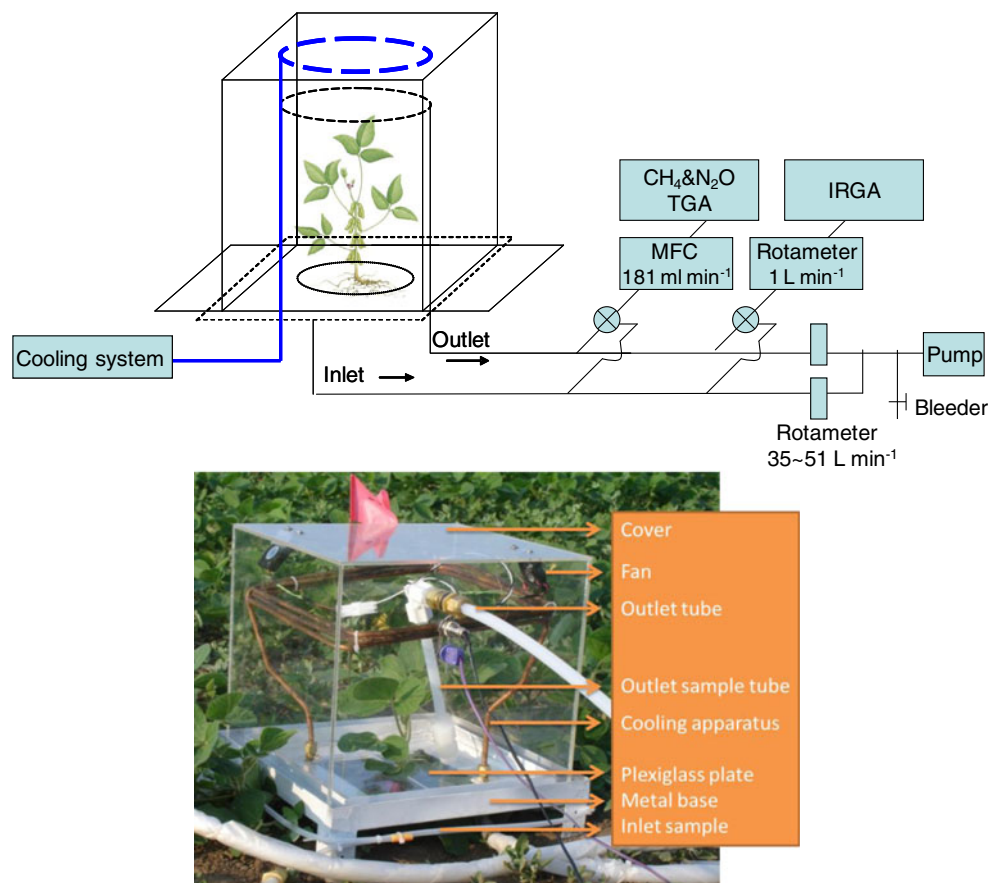 CH₄&N₂O
TGA
IRGA
MFC
181 ml min⁻¹
Rotameter
1 L min⁻¹
Outlet
Cooling system
Inlet
Pump
Bleeder
Rotameter
35~51 L min⁻¹
Cover
Fan
Outlet tube
Outlet sample tube
Cooling apparatus
Plexiglass plate
Metal base
Inlet sample